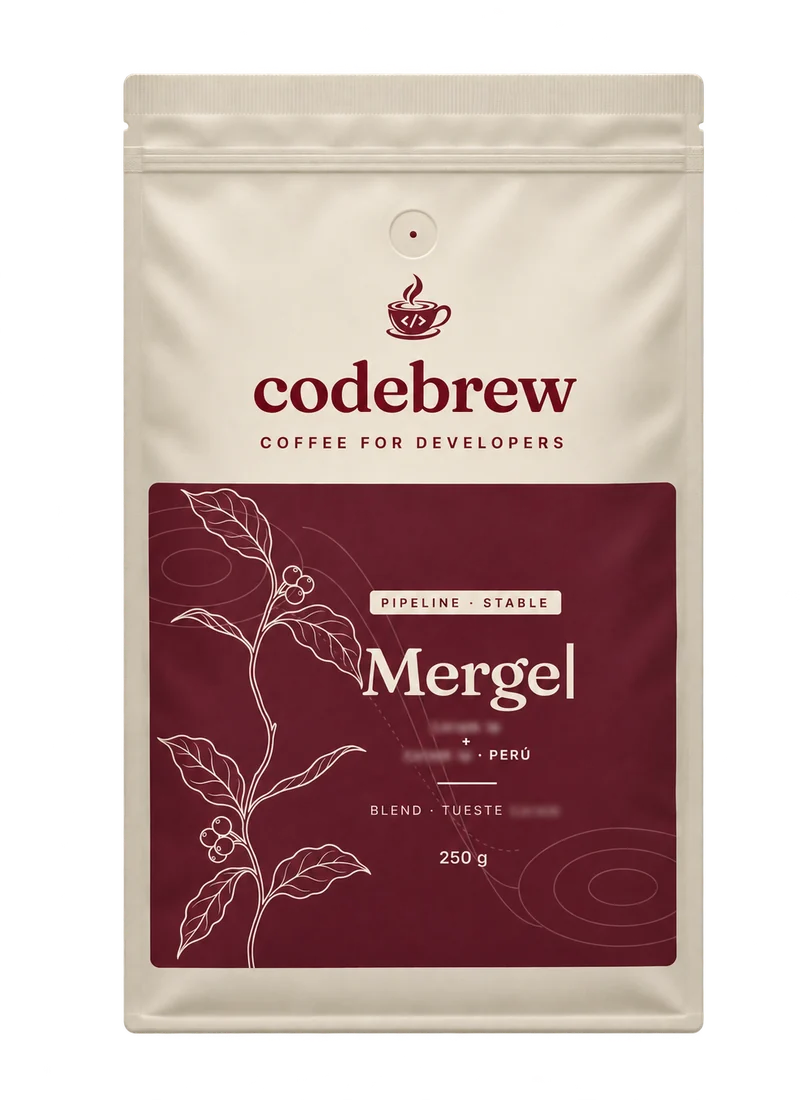 </>
codebrew
COFFEE FOR DEVELOPERS
PIPELINE · STABLE
Merge|
+
· PERÚ
BLEND · TUESTE
250 g